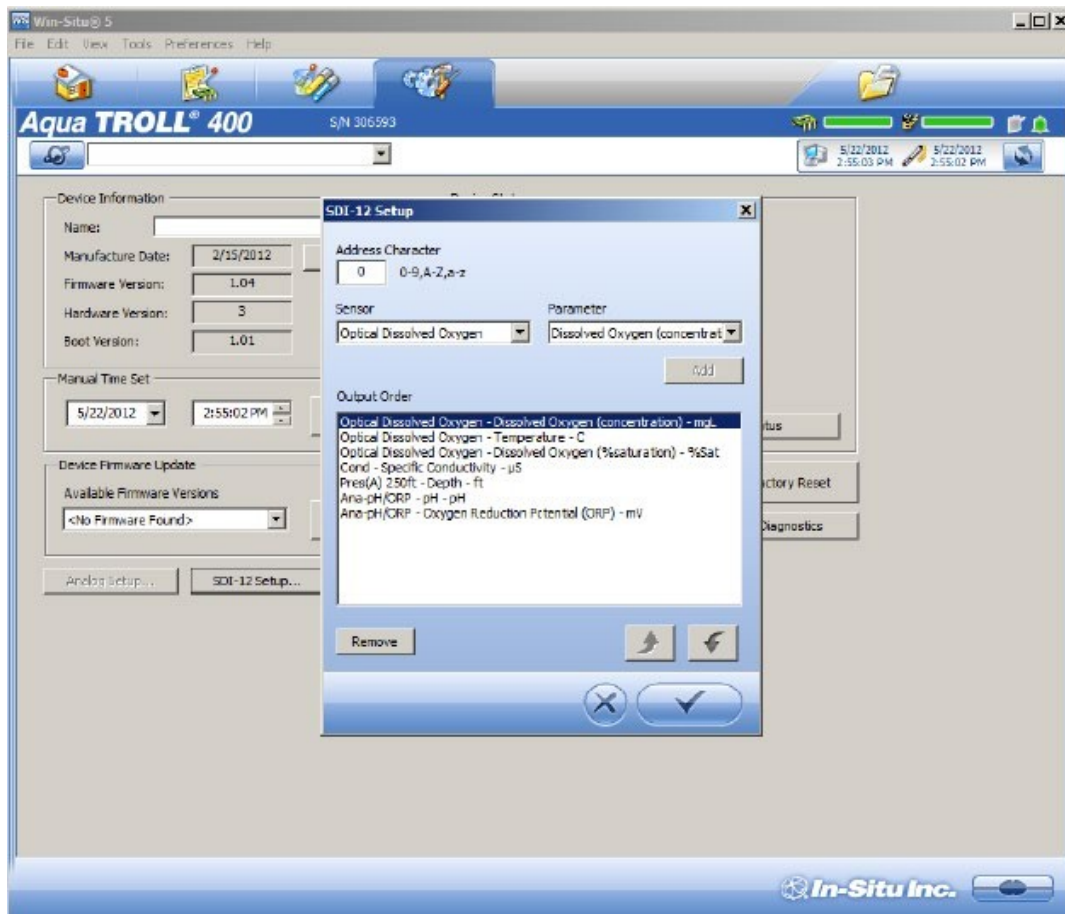 Win-Situ® 5
File Edit View Tools Preferences Help
Aqua TROLL® 400 S/N 306593
5/22/2012 2:55:03 PM
5/22/2012 2:55:02 PM
Device Information
Name:
Manufacture Date: 2/15/2012
Firmware Version: 1.04
Hardware Version: 3
Boot Version: 1.01
Manual Time Set
5/22/2012 2:55:02 PM
Device Firmware Update
Available Firmware Versions
<No Firmware Found>
Analog Setup... SDI-12 Setup...
SDI-12 Setup
Address Character
0 0-9,A-Z,a-z
Sensor Parameter
Optical Dissolved Oxygen Dissolved Oxygen (concentrat
Add
Output Order
Optical Dissolved Oxygen - Dissolved Oxygen (concentration) - mgL
Optical Dissolved Oxygen - Temperature - C
Optical Dissolved Oxygen - Dissolved Oxygen (%saturation) - %Sat
Cond - Specific Conductivity - µS
Pres(A) 250ft - Depth - ft
Ana-pH/ORP - pH - pH
Ana-pH/ORP - Oxygen Reduction Potential (ORP) - mV
Remove
tus
actory Reset
Diagnostics
In-Situ Inc.